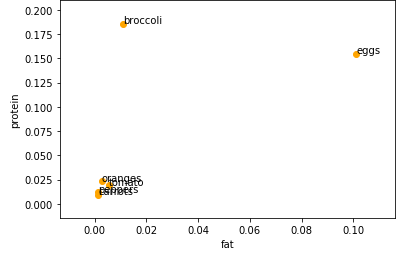 0.200
0.175
0.150
0.125
0.100
0.075
0.050
0.025
0.000
protein
broccoli
eggs
oranges
tomato
peppers
carrots
0.00
0.02
0.04
0.06
0.08
0.10
fat